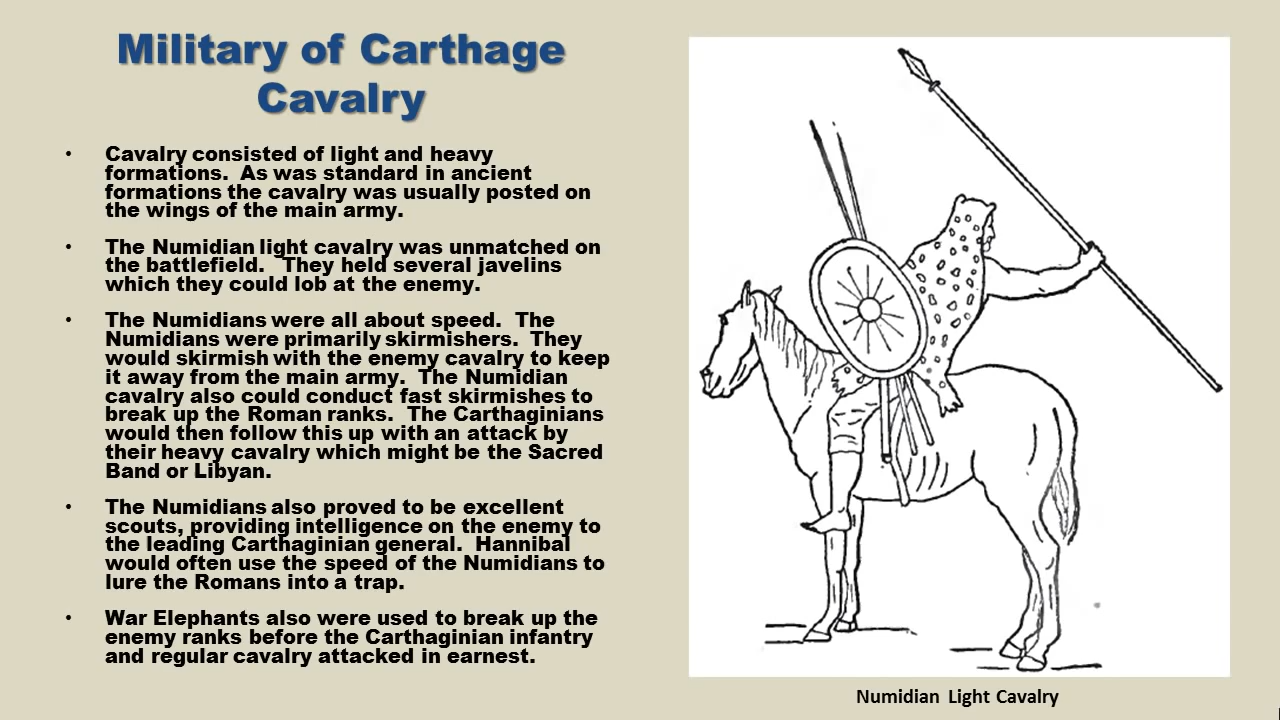 Military of Carthage
Cavalry
• Cavalry consisted of light and heavy
formations.  As was standard in ancient
formations the cavalry was usually posted on
the wings of the main army.
• The Numidian light cavalry was unmatched on
the battlefield.   They held several javelins
which they could lob at the enemy.
• The Numidians were all about speed.  The
Numidians were primarily skirmishers.  They
would skirmish with the enemy cavalry to keep
it away from the main army.  The Numidian
cavalry also could conduct fast skirmishes to
break up the Roman ranks.  The Carthaginians
would then follow this up with an attack by
their heavy cavalry which might be the Sacred
Band or Libyan.
• The Numidians also proved to be excellent
scouts, providing intelligence on the enemy to
the leading Carthaginian general.  Hannibal
would often use the speed of the Numidians to
lure the Romans into a trap.
• War Elephants also were used to break up the
enemy ranks before the Carthaginian infantry
and regular cavalry attacked in earnest.
Numidian Light Cavalry